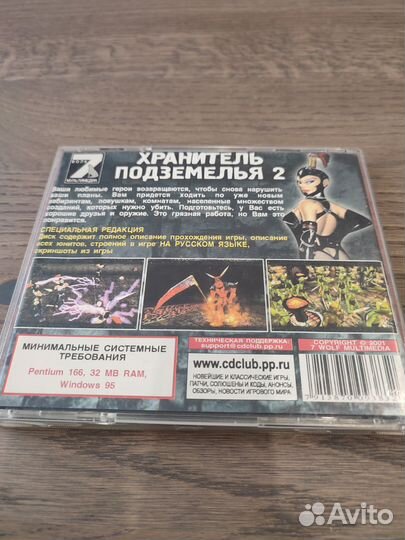 МУЛЬТИМЕДИА
ХРАНИТЕЛЬ
ПОДЗЕМЕЛЬЯ 2
Ваши любимые герои возвращаются, чтобы снова нарушить
ваши планы. Вам придется ходить по уже новым
лабиринтам, ловушкам, комнатам, населенные множеством
созданий, которых нужно убить. Подготовьтесь, у Вас есть
хорошие друзья и оружие. Это грязная работа, но Вам это
понравится.
СПЕЦИАЛЬНАЯ РЕДАКЦИЯ
Диск содержит полное описание прохождения игры, описание
всех юнитов, строений в игре НА РУССКОМ ЯЗЫКЕ,
скриншоты из игры
МИНИМАЛЬНЫЕ СИСТЕМНЫЕ
ТРЕБОВАНИЯ
Pentium 166, 32 MB RAM,
Windows 95
ТЕХНИЧЕСКАЯ ПОДДЕРЖКА
support@cdclub.pp.ru
www.cdclub.pp.ru
НОВЕЙШИЕ И КЛАССИЧЕСКИЕ ИГРЫ,
ПАТЧИ, СОЛЮШЕНЫ И КОДЫ, АНОНСЫ,
ОБЗОРЫ, НОВОСТИ ИГРОВОГО МИРА.
COPYRIGHT © 2001
7 WOLF MULTIMEDIA
Avito